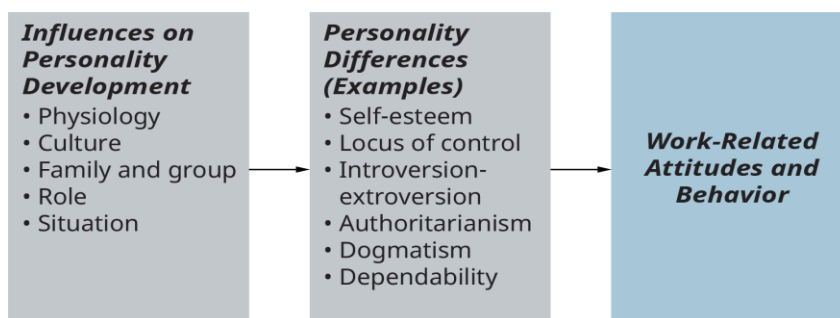 Influences on
Personality
Development
• Physiology
• Culture
• Family and group
• Role
• Situation
Personality
Differences
(Examples)
• Self-esteem
• Locus of control
• Introversion-
extroversion
• Authoritarianism
• Dogmatism
• Dependability
Work-Related
Attitudes and
Behavior